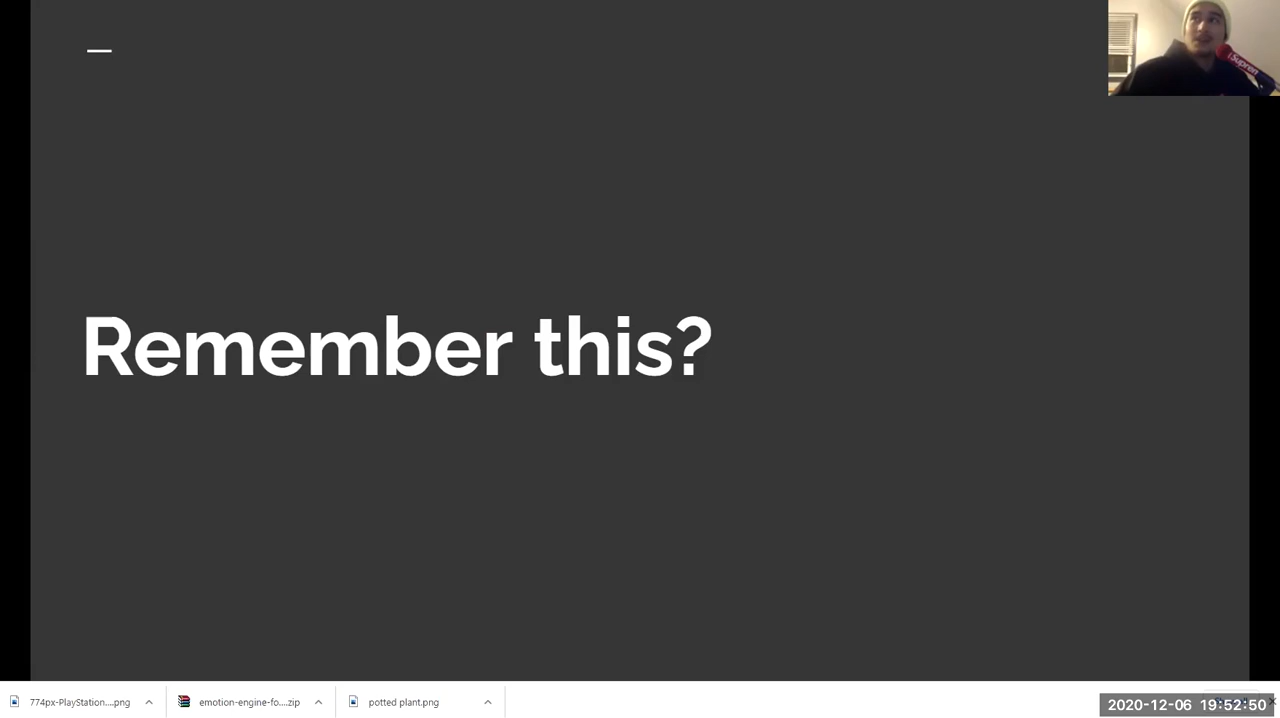 Remember this?
774px-PlayStation....png
emotion-engine-fo....zip
potted plant.png
2020-12-06 19:52:50